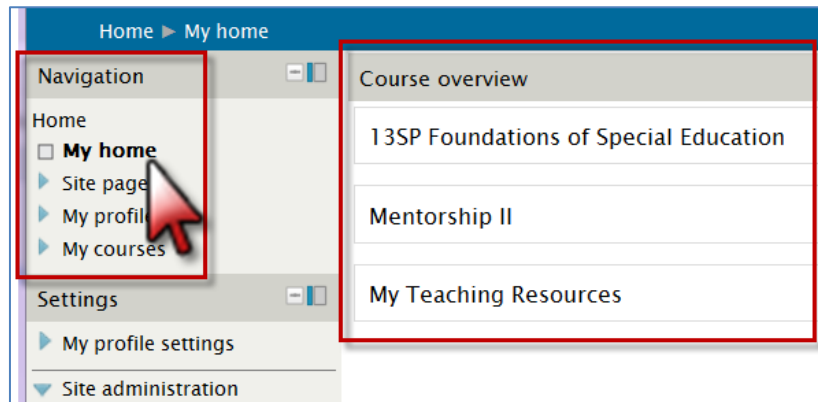 Home ► My home
Navigation
Home
My home
Site page
My profil
My courses
Settings
My profile settings
Site administration
Course overview
13SP Foundations of Special Education
Mentorship II
My Teaching Resources